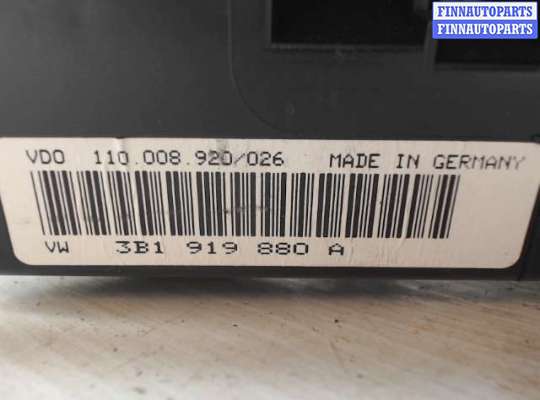 FINNAUTOPARTS
FINNAUTOPARTS
VDO 110.008.920/026 MADE IN GERMANY
VW 3B1 919 880 A